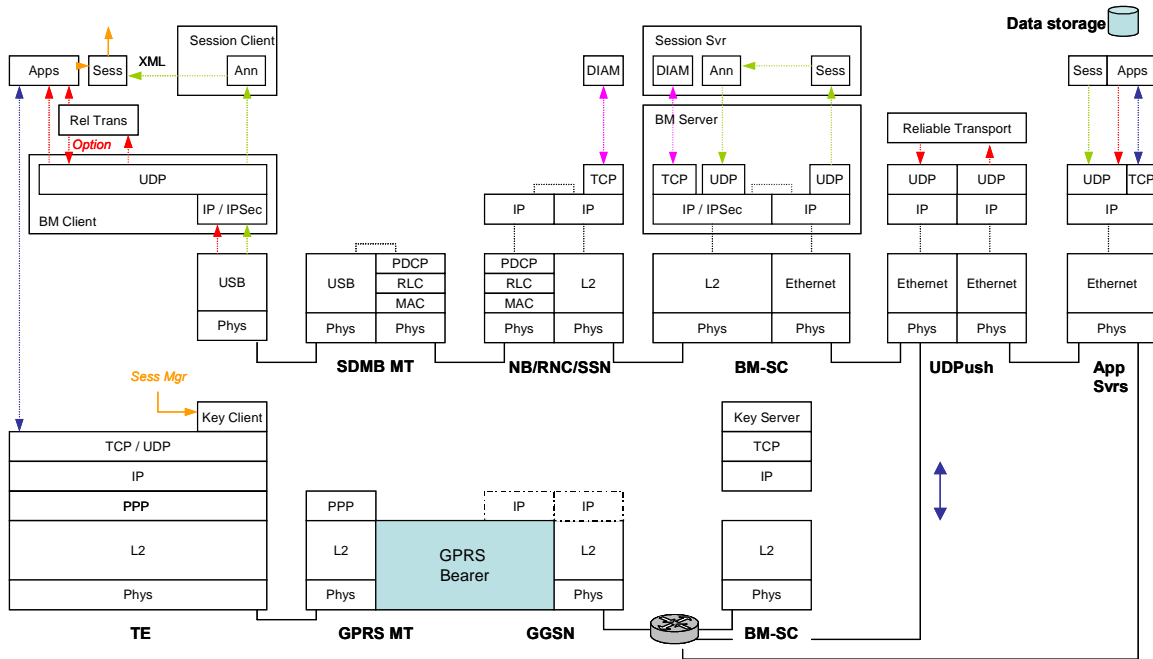 Data storage
Session Client
Session Svr
XML
Apps
Sess
Ann
DIAM
DIAM
Ann
Sess
Sess
Apps
Rel Trans
BM Server
Reliable Transport
Option
UDP
TCP
TCP
UDP
UDP
UDP
UDP
UDP
TCP
IP / IPSec
IP
IP
IP / IPSec
IP
IP
IP
IP
BM Client
USB
USB
PDCP
RLC
MAC
PDCP
RLC
MAC
L2
L2
Ethernet
Ethernet
Ethernet
Ethernet
Phys
Phys
Phys
Phys
Phys
Phys
Phys
Phys
Phys
Phys
SDMB MT
NB/RNC/SSN
BM-SC
UDPush
App
Svrs
Sess Mgr
Key Client
Key Server
TCP / UDP
TCP
IP
IP
PPP
PPP
IP
IP
L2
L2
GPRS
Bearer
L2
L2
Phys
Phys
Phys
Phys
TE
GPRS MT
GGSN
BM-SC